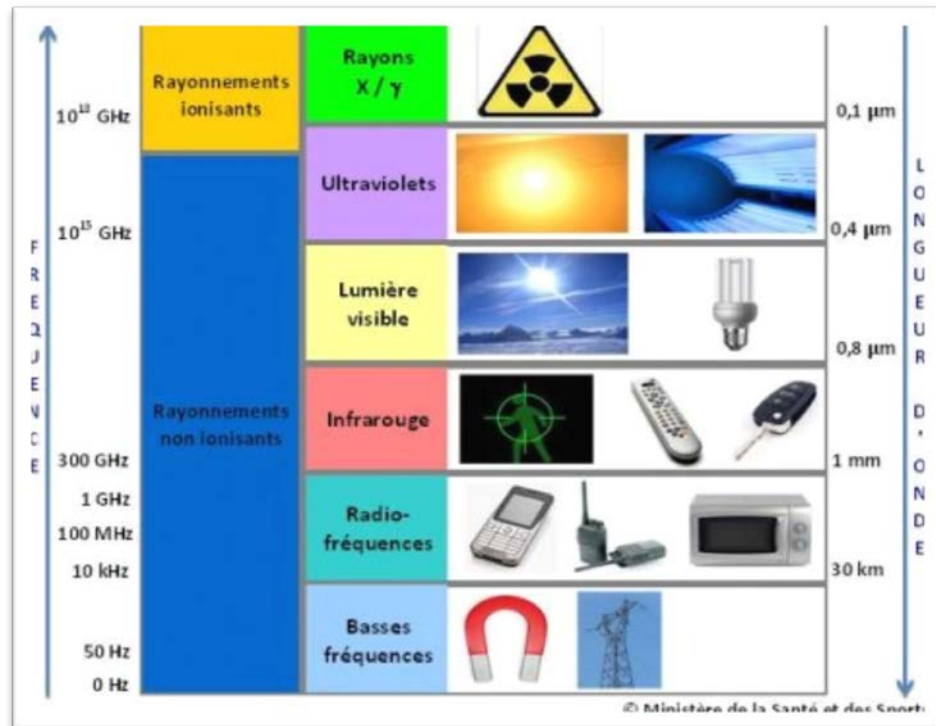 Rayonnements
ionisants
Rayons
X / γ
10¹⁸ GHz
0,1 µm
Ultraviolets
10¹⁵ GHz
0,4 µm
FREQUENCE
LONGUEUR D'ONDE
Lumière
visible
0,8 µm
Rayonnements
non ionisants
Infrarouge
300 GHz
1 mm
1 GHz
100 MHz
10 kHz
Radio-
fréquences
30 km
Basses
fréquences
50 Hz
0 Hz
© Ministère de la Santé et des Sports